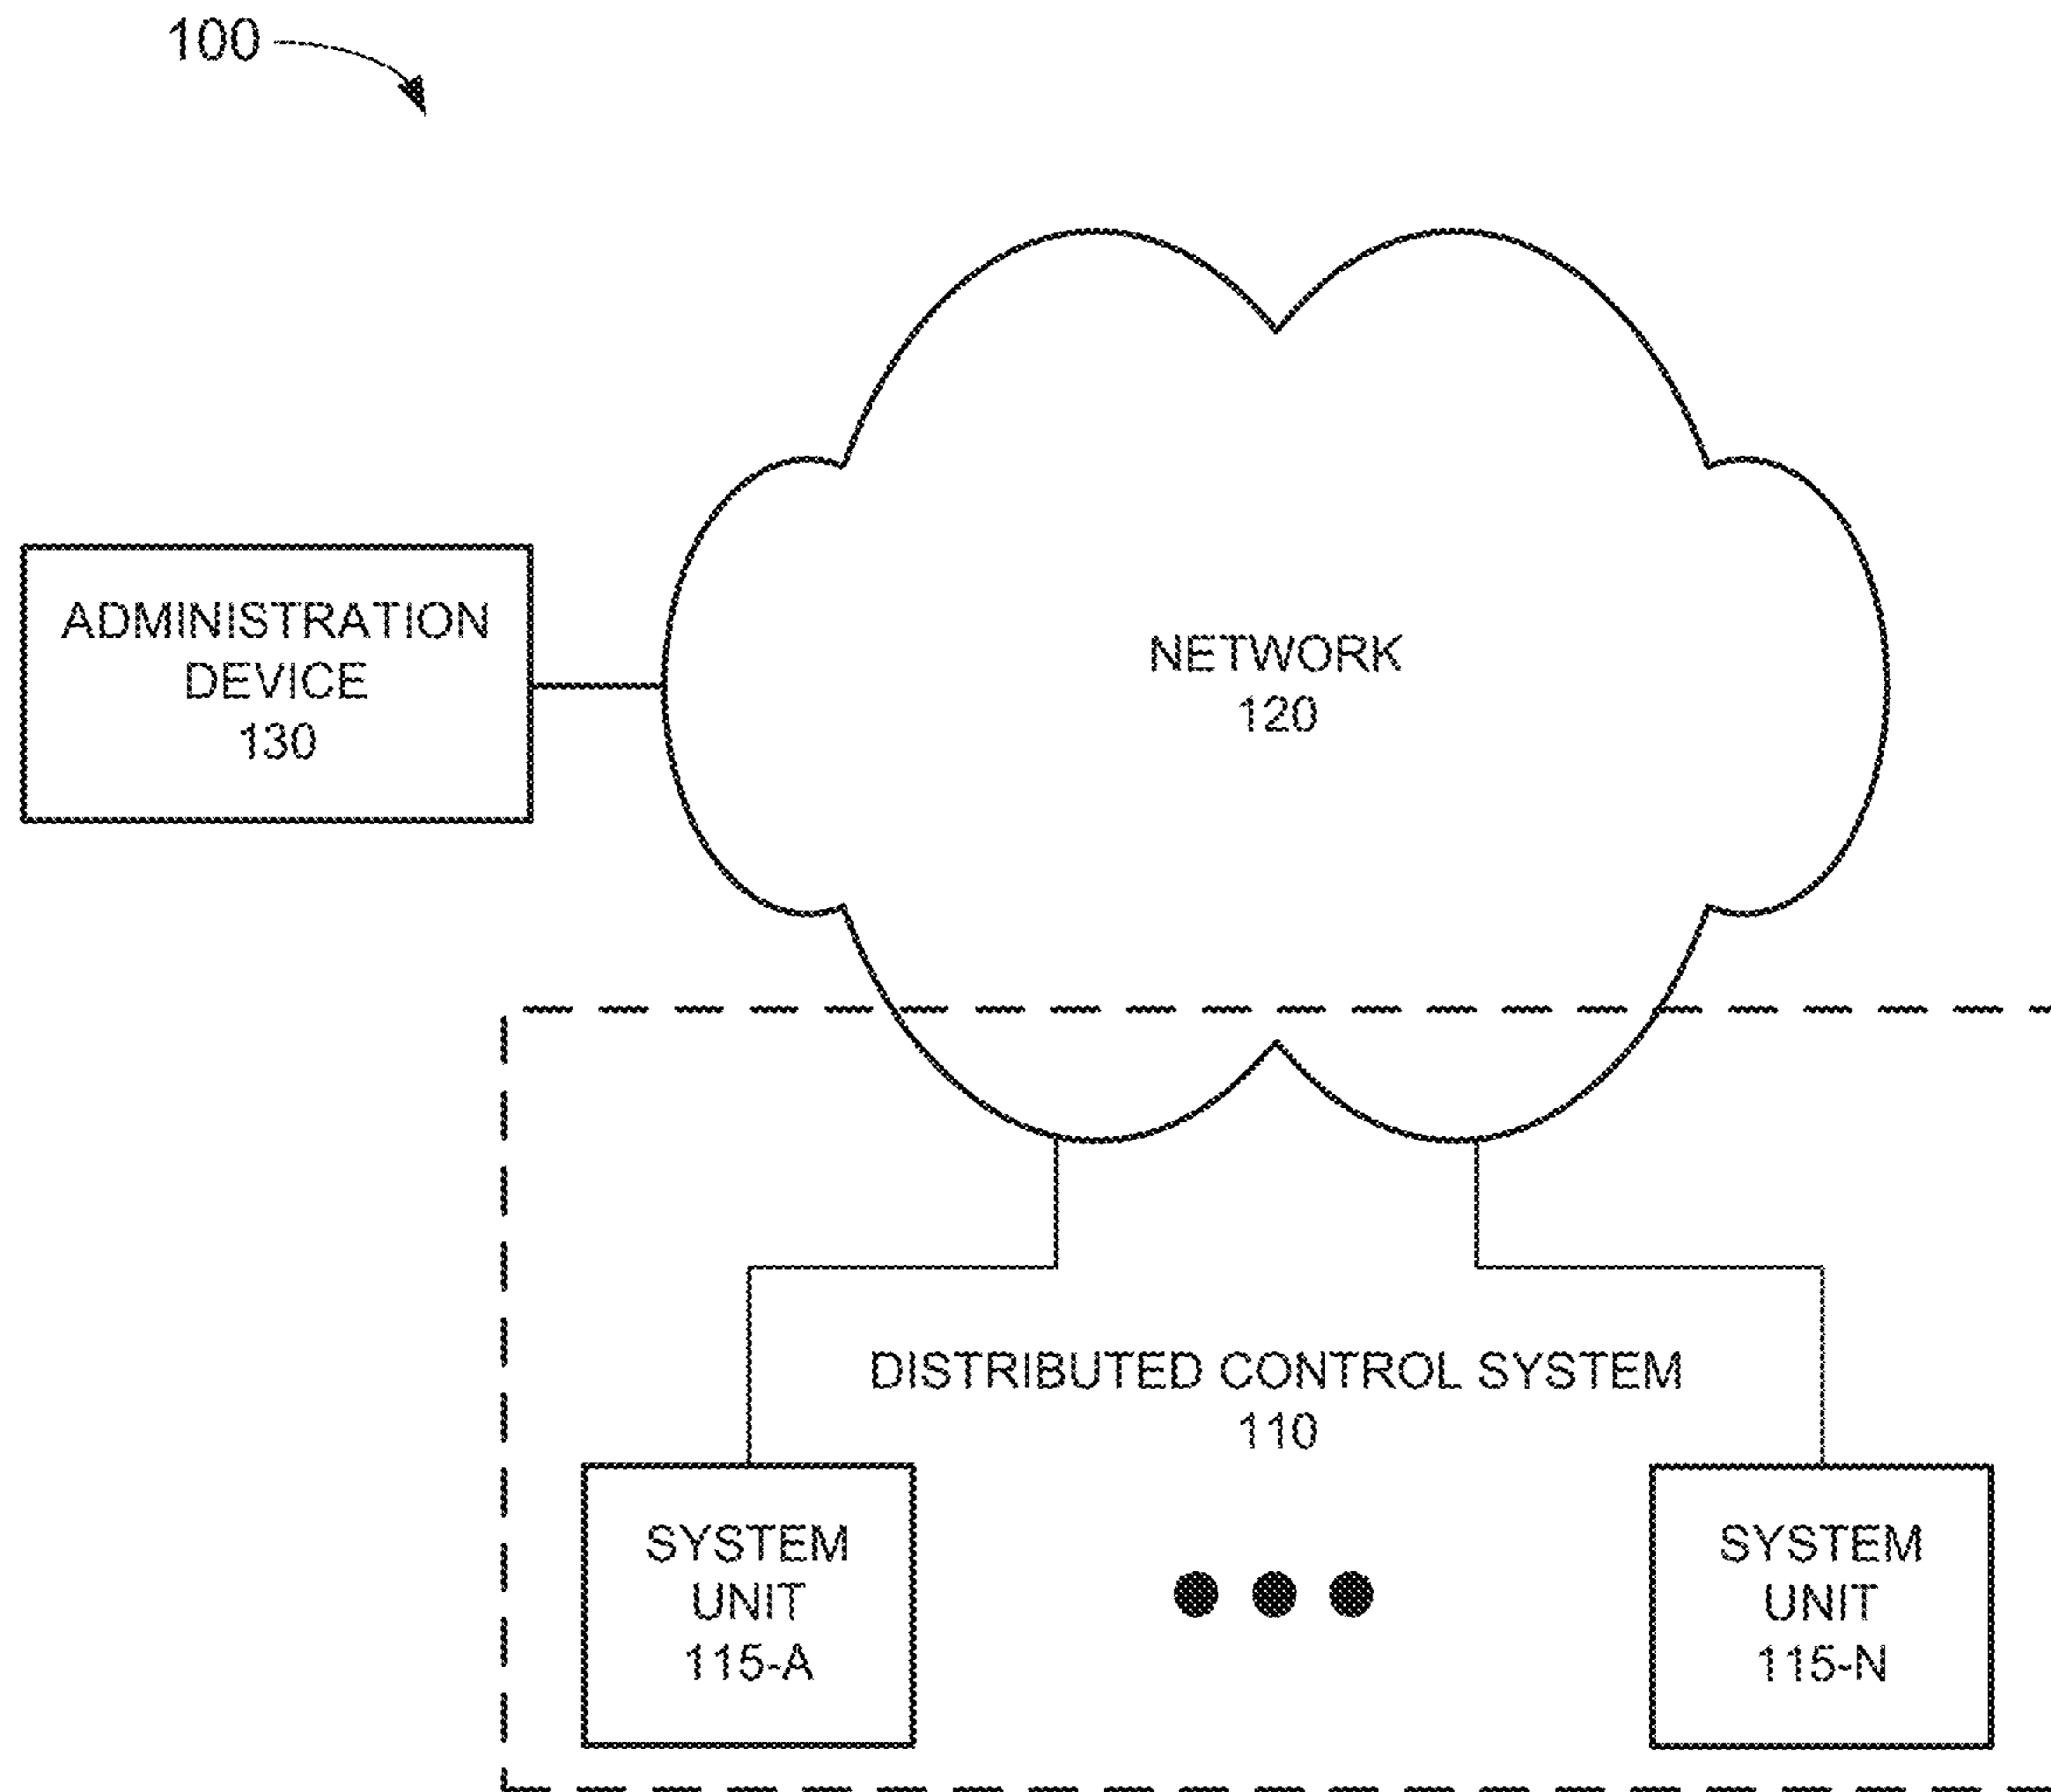 100
ADMINISTRATION
DEVICE
130
NETWORK
120
DISTRIBUTED CONTROL SYSTEM
110
SYSTEM
UNIT
115-A
SYSTEM
UNIT
115-N